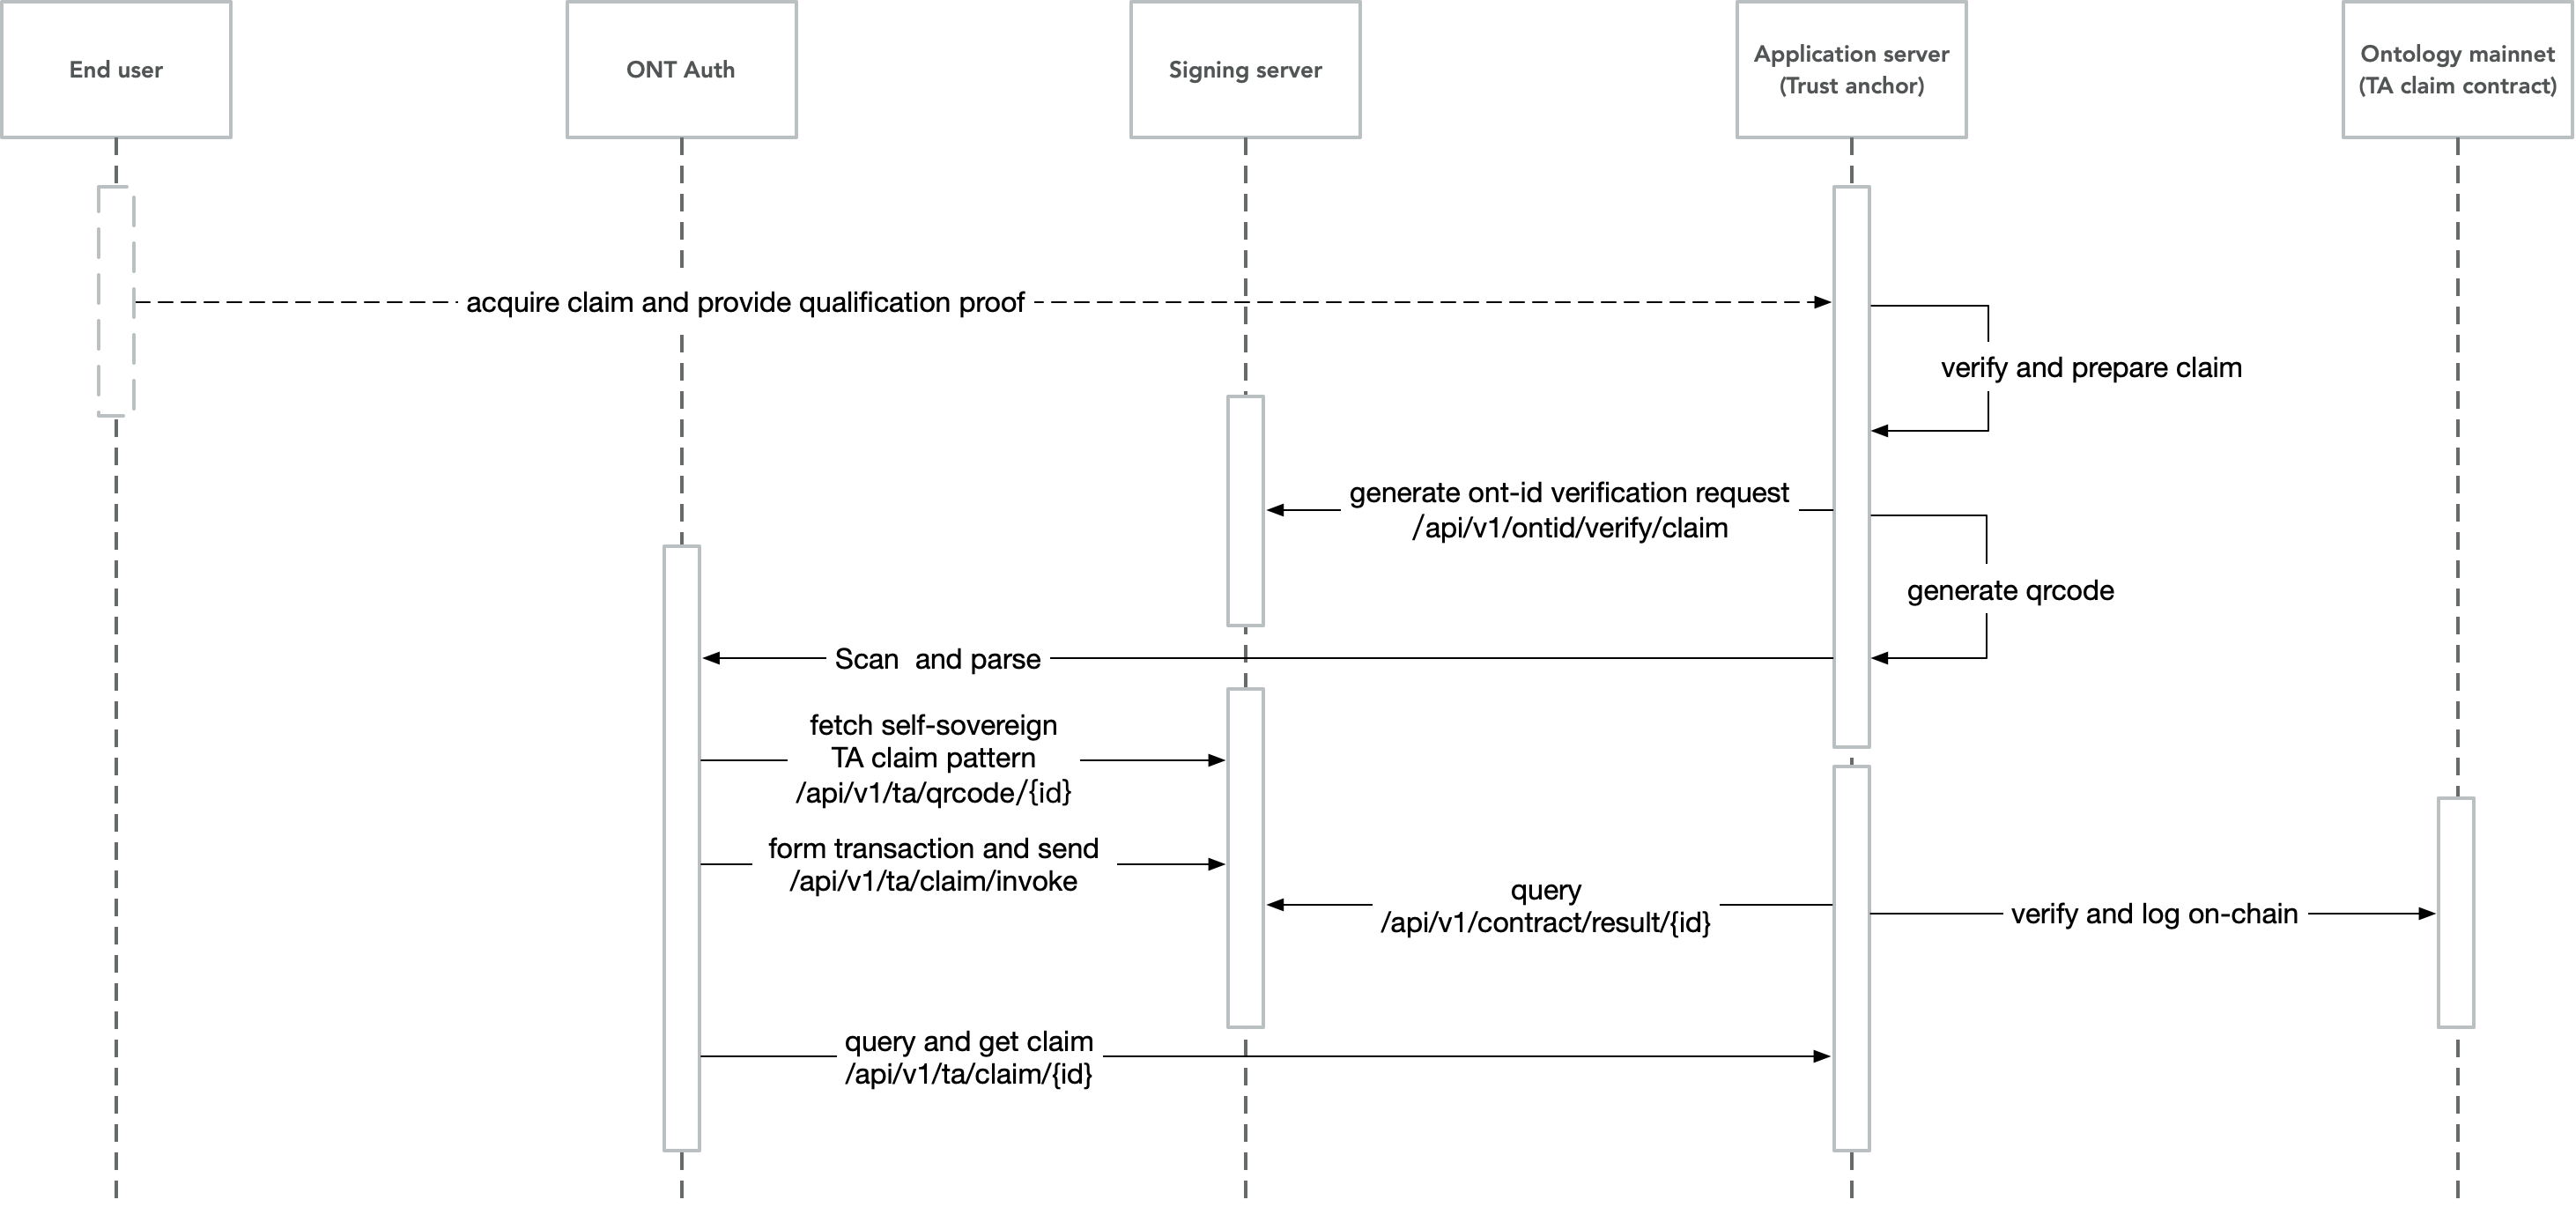 End user
ONT Auth
Signing server
Application server
(Trust anchor)
Ontology mainnet
(TA claim contract)
acquire claim and provide qualification proof
verify and prepare claim
generate ont-id verification request
/api/v1/ontid/verify/claim
generate qrcode
Scan  and parse
fetch self-sovereign
TA claim pattern
/api/v1/ta/qrcode/{id}
form transaction and send
/api/v1/ta/claim/invoke
query
/api/v1/contract/result/{id}
verify and log on-chain
query and get claim
/api/v1/ta/claim/{id}